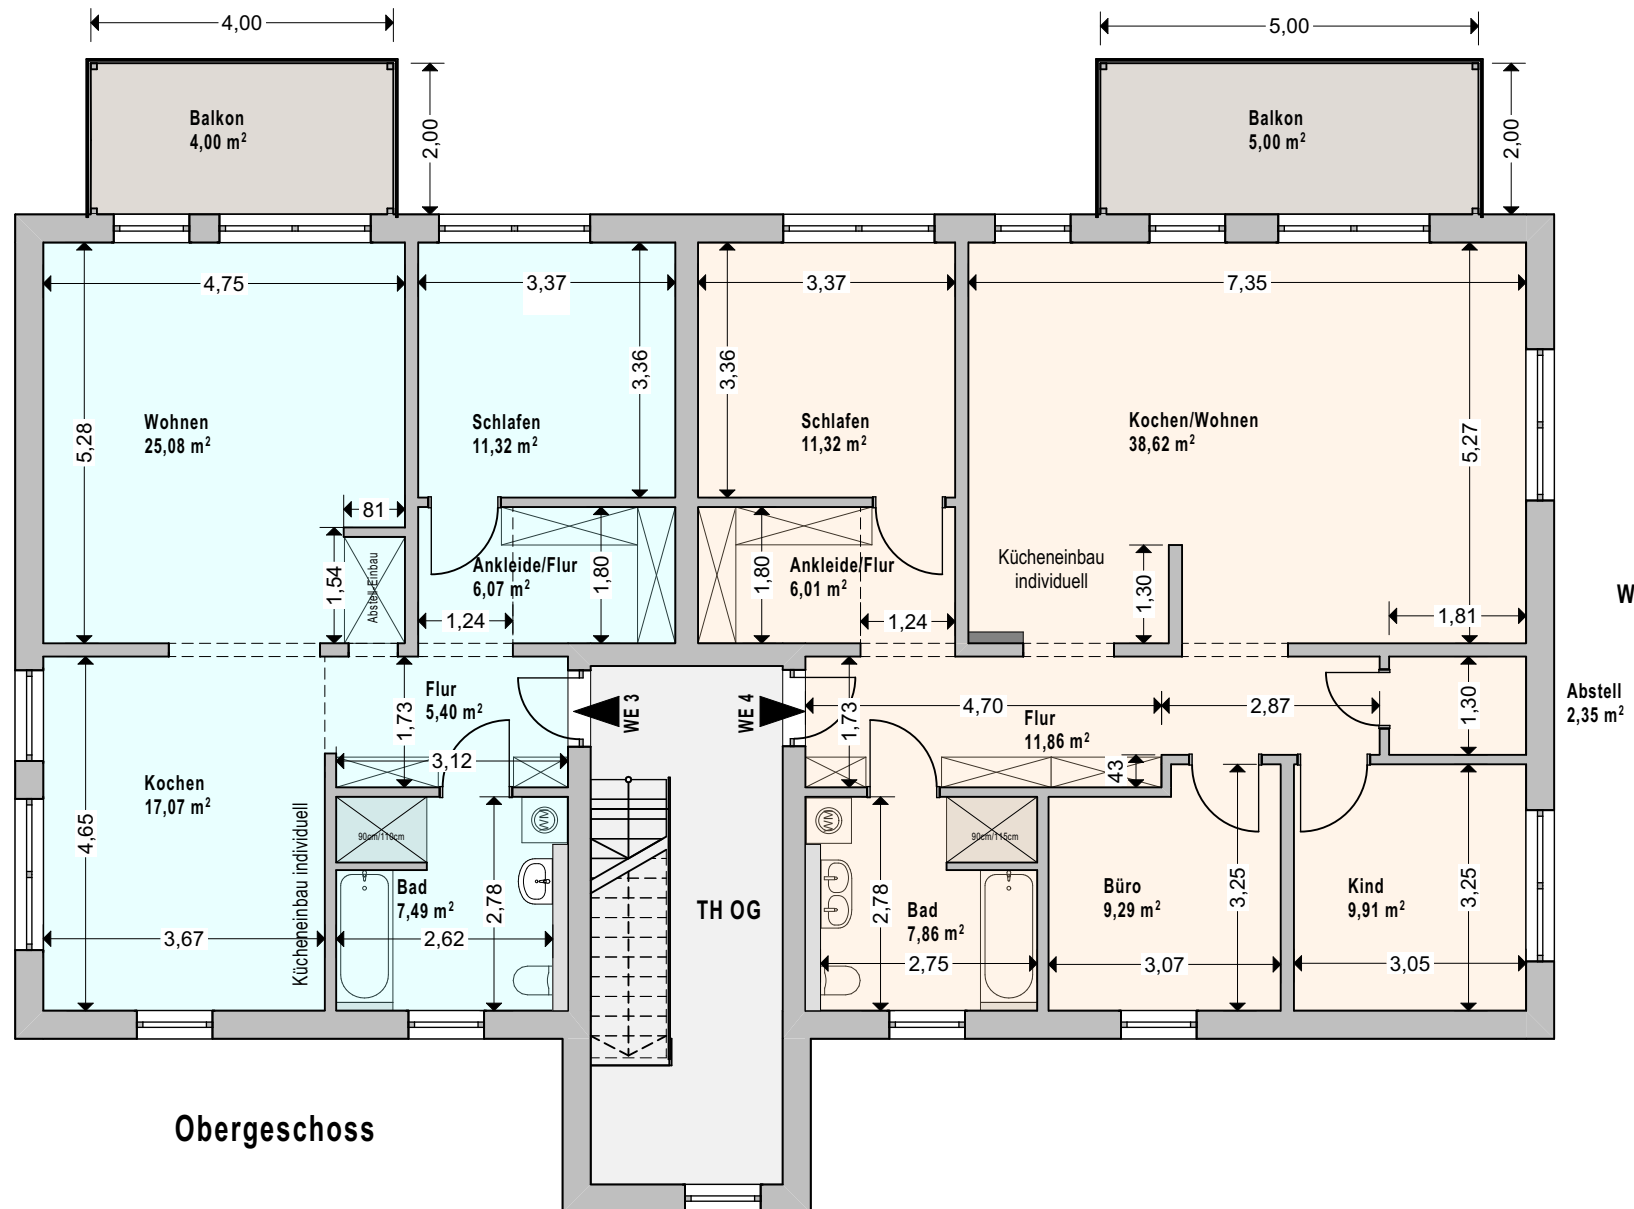 4,00
5,00
Balkon
4,00 m²
2,00
Balkon
5,00 m²
2,00
4,75
3,37
3,37
7,35
3,36
3,36
Wohnen
25,08 m²
5,28
Schlafen
11,32 m²
Schlafen
11,32 m²
Kochen/Wohnen
38,62 m²
5,27
81
1,54
Abstell-Einbau
Ankleide/Flur
6,07 m²
1,80
1,80
Ankleide/Flur
6,01 m²
Kücheneinbau
individuell
1,30
1,24
1,24
1,81
W
Flur
5,40 m²
1,73
WE 3
WE 4
1,73
4,70
Flur
11,86 m²
2,87
1,30
Abstell
2,35 m²
3,12
43
Kochen
17,07 m²
4,65
Kücheneinbau individuell
90cm/110cm
WM
WM
90cm/115cm
Bad
7,49 m²
2,78
TH OG
2,78
Bad
7,86 m²
Büro
9,29 m²
3,25
Kind
9,91 m²
3,25
3,67
2,62
2,75
3,07
3,05
Obergeschoss